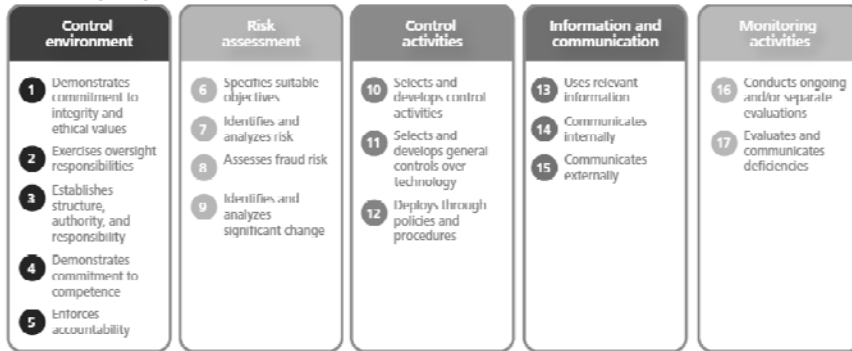 Control
environment
1 Demonstrates
commitment to
integrity and
ethical values
2 Exercises oversight
responsibilities
3 Establishes
structure,
authority, and
responsibility
4 Demonstrates
commitment to
competence
5 Enforces
accountability
Risk
assessment
6 Specifies suitable
objectives
7 Identifies and
analyzes risk
8 Assesses fraud risk
9 Identifies and
analyzes
significant change
Control
activities
10 Selects and
develops control
activities
11 Selects and
develops general
controls over
technology
12 Deploys through
policies and
procedures
Information and
communication
13 Uses relevant
information
14 Communicates
internally
15 Communicates
externally
Monitoring
activities
16 Conducts ongoing
and/or separate
evaluations
17 Evaluates and
communicates
deficiencies